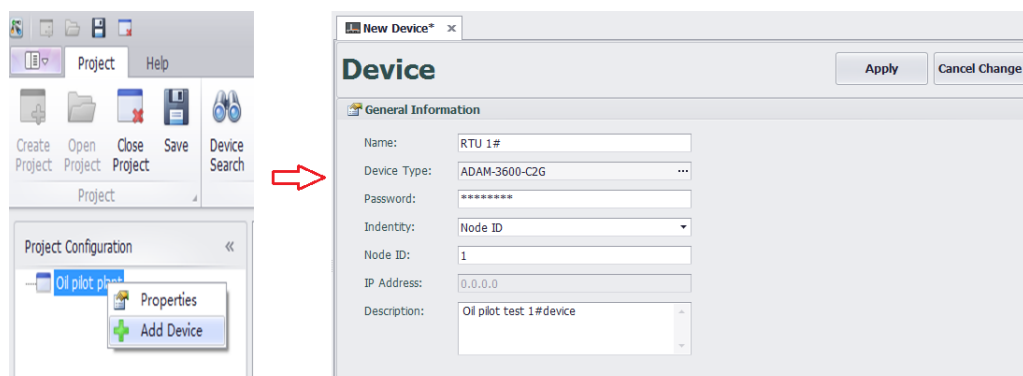 Project
Help
Create Project
Open Project
Close Project
Save
Device Search
Project
Project Configuration
«
Oil pilot plant
Properties
Add Device
New Device* x
Device
Apply
Cancel Change
General Information
Name: RTU 1#
Device Type: ADAM-3600-C2G ...
Password: ********
Indentity: Node ID
Node ID: 1
IP Address: 0.0.0.0
Description: Oil pilot test 1#device